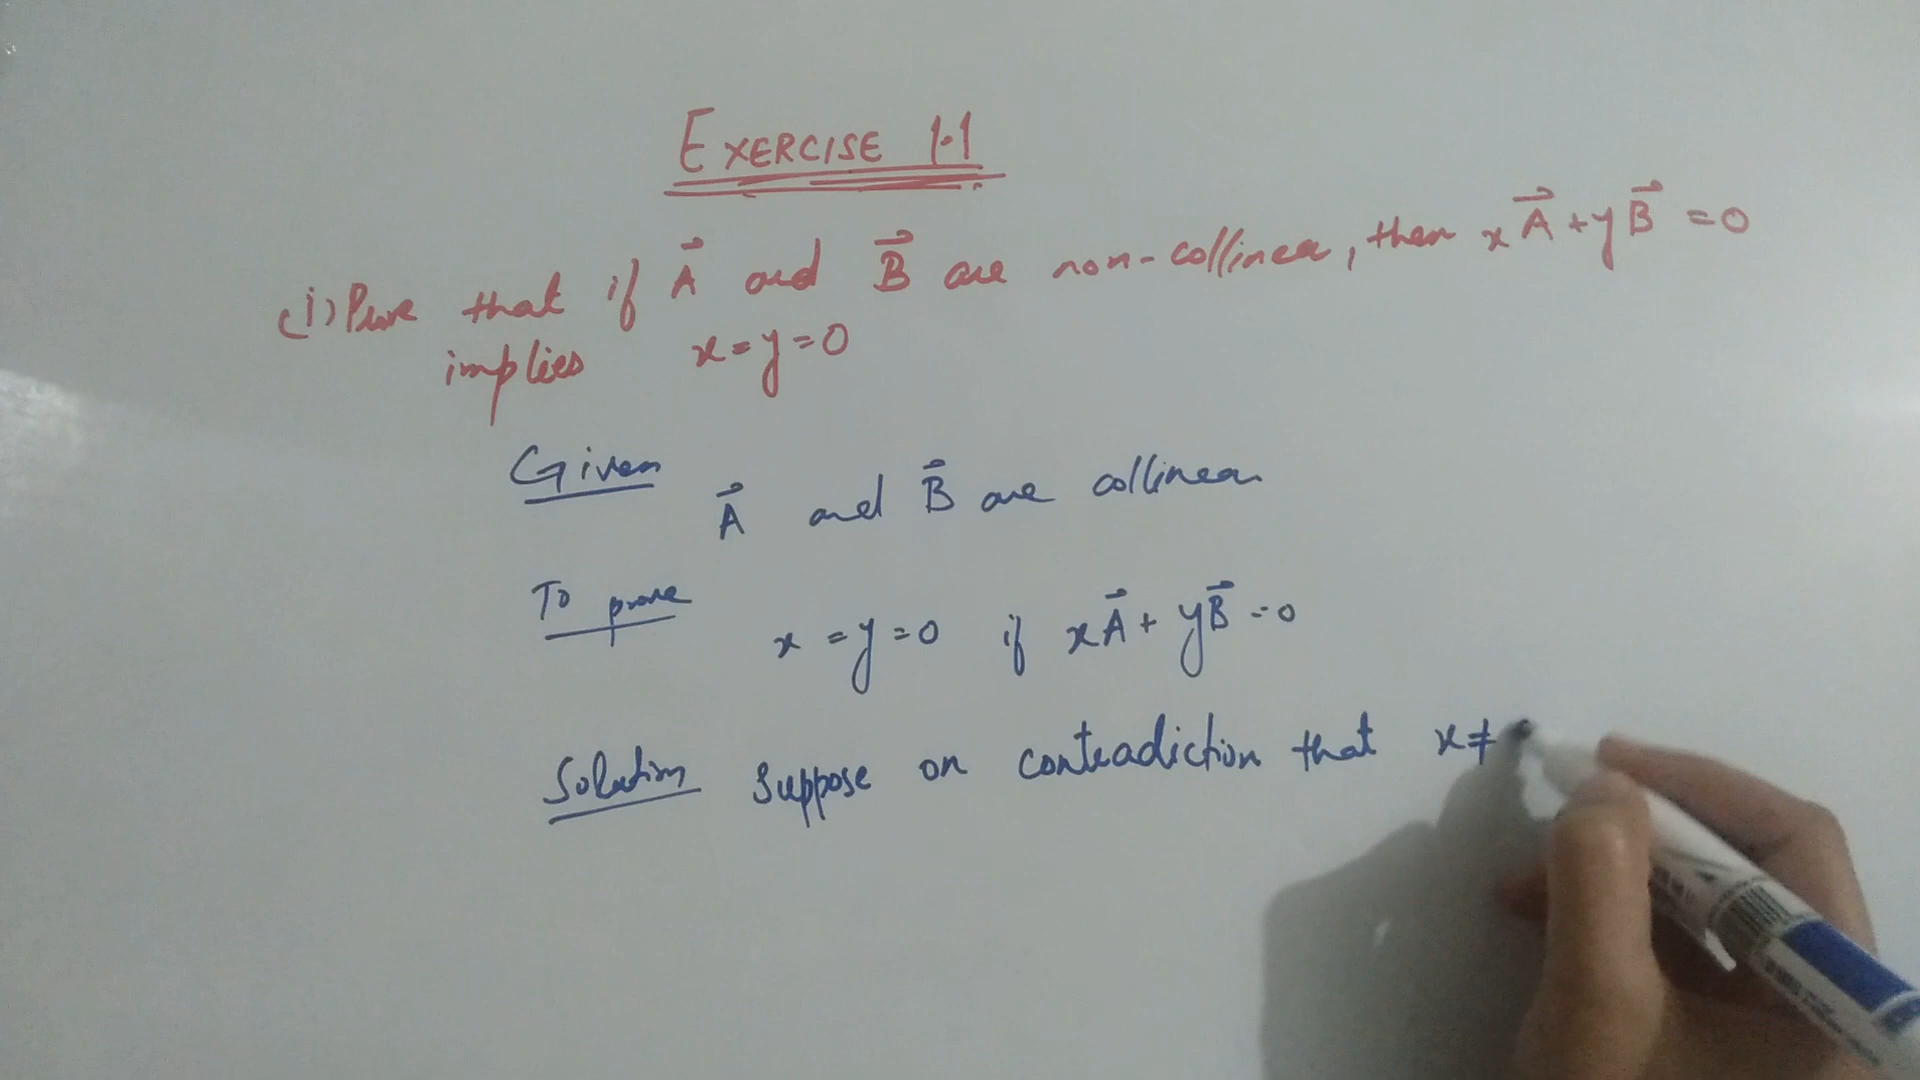 EXERCISE 1.1
(i) Prove that if A⃗ and B⃗ are non-collinear, then xA⃗ + yB⃗ = 0
implies x = y = 0
Given
A⃗ and B⃗ are collinear
To prove
x = y = 0 if xA⃗ + yB⃗ = 0
Solution Suppose on contradiction that x ≠